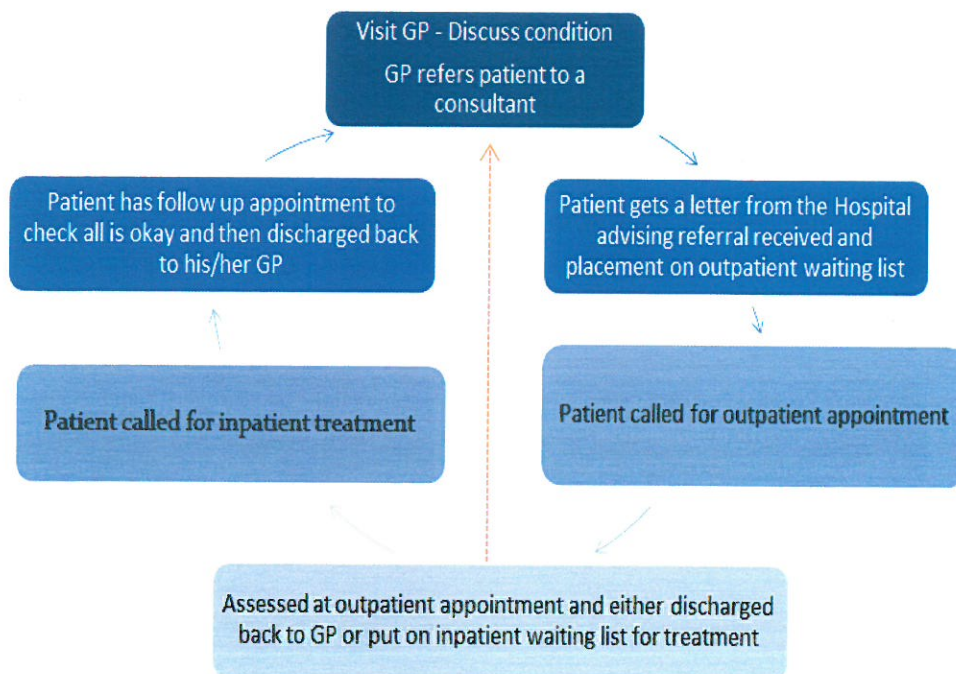 Visit GP - Discuss condition
GP refers patient to a
consultant
Patient gets a letter from the Hospital
advising referral received and
placement on outpatient waiting list
Patient called for outpatient appointment
Assessed at outpatient appointment and either discharged
back to GP or put on inpatient waiting list for treatment
Patient called for inpatient treatment
Patient has follow up appointment to
check all is okay and then discharged back
to his/her GP